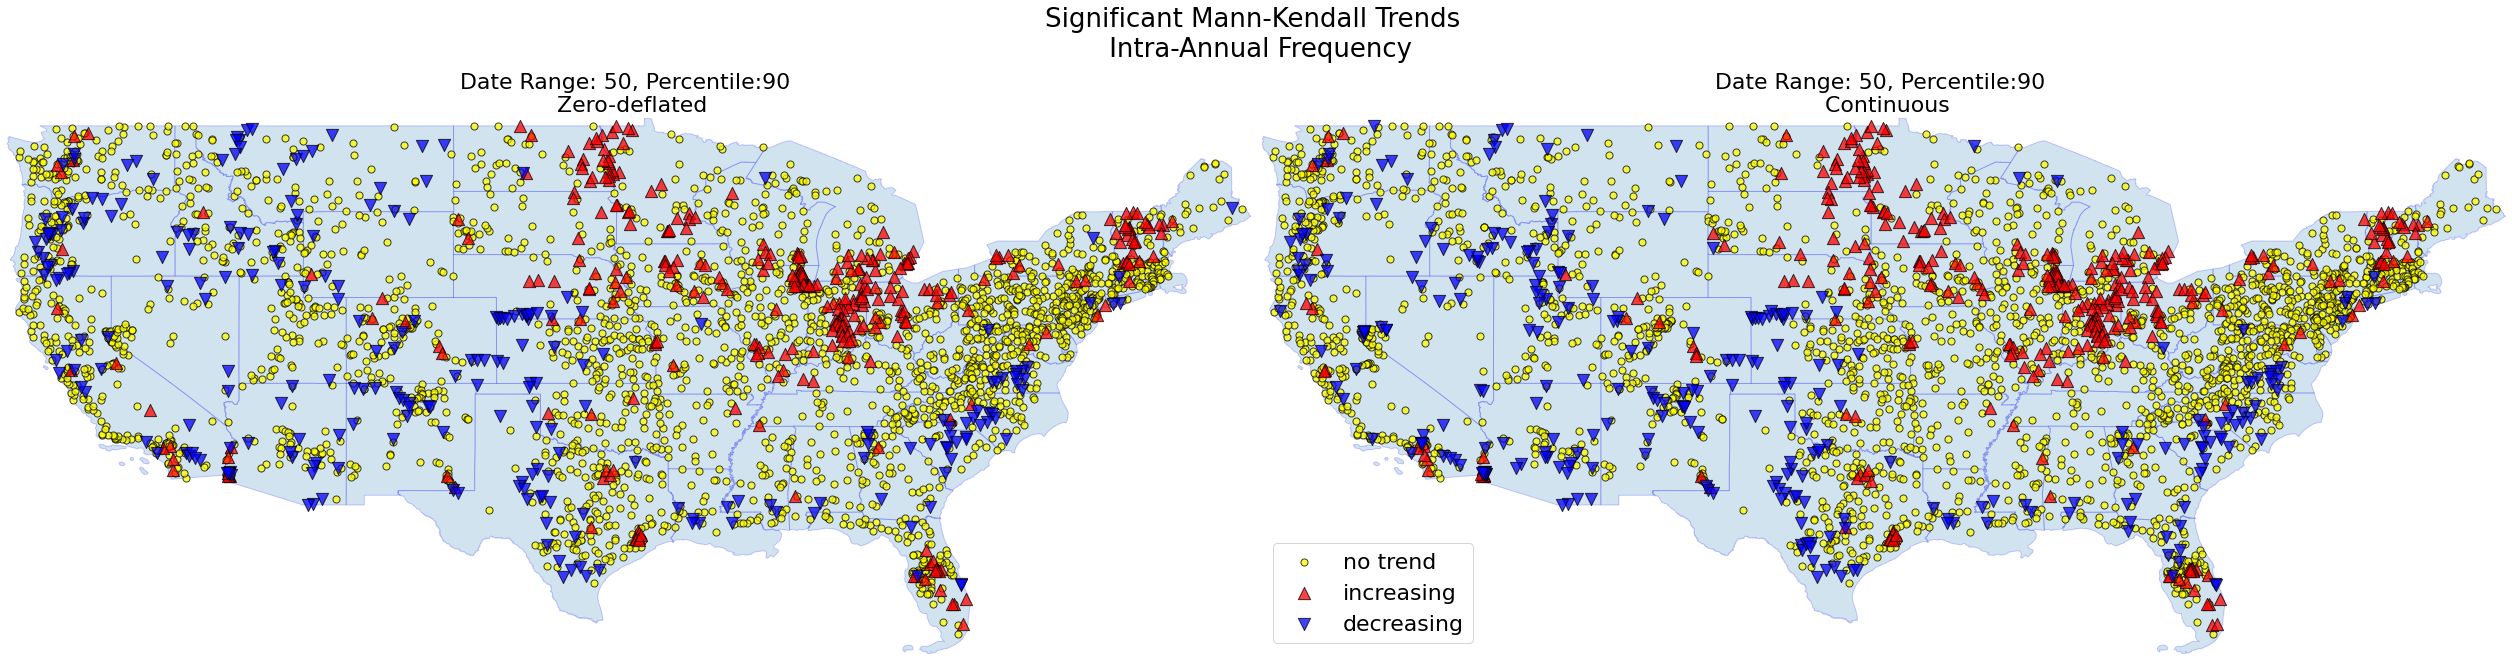 Significant Mann-Kendall Trends
Intra-Annual Frequency
Date Range: 50, Percentile:90
Zero-deflated
Date Range: 50, Percentile:90
Continuous
no trend
increasing
decreasing